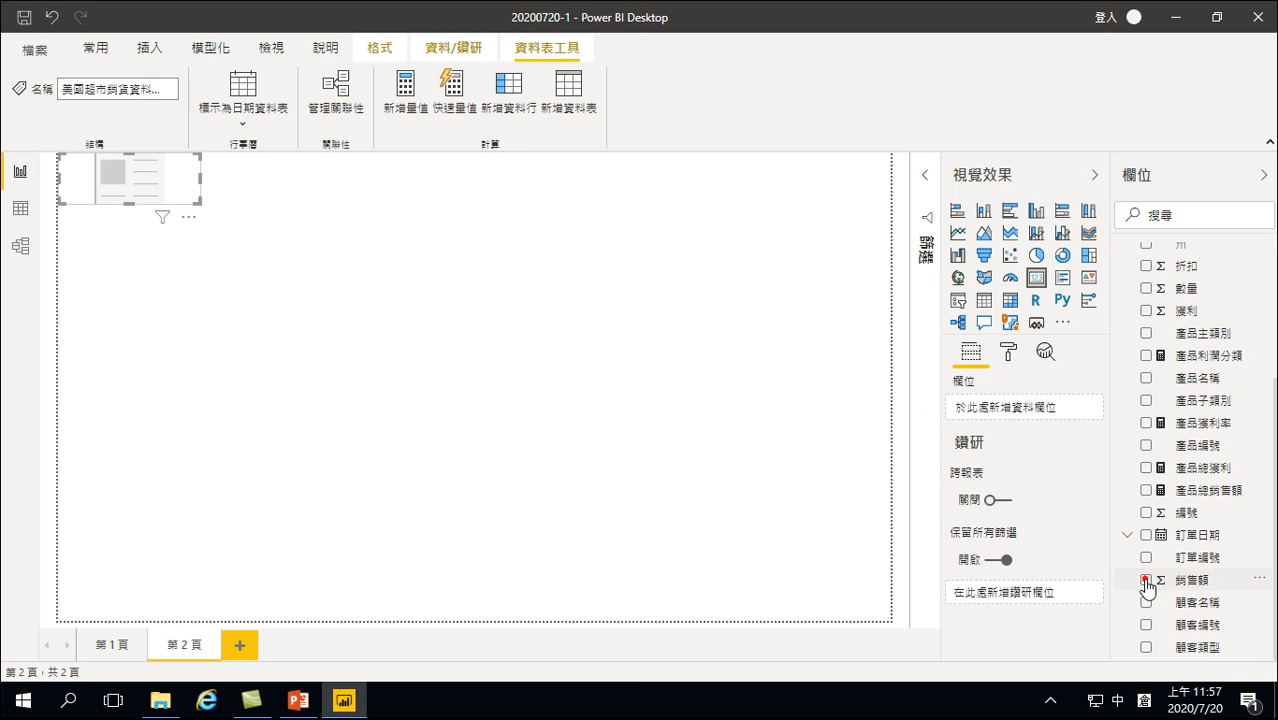 20200720-1 - Power BI Desktop
登入
檔案 常用 插入 模型化 檢視 說明 格式 資料/鑽研 資料表工具
名稱 美國超市銷貨資料...
標示為日期資料表
管理關聯性
新增量值 快速量值 新增資料行 新增資料表
結構 行事曆 關聯性 計算
篩選
視覺效果
123
R
Py
欄位
於此處新增資料欄位
鑽研
跨報表
關閉
保留所有篩選
開啟
在此處新增鑽研欄位
欄位
搜尋
州
Σ 折扣
Σ 數量
Σ 獲利
產品主類別
產品利潤分類
產品名稱
產品子類別
產品獲利率
產品編號
產品總獲利
產品總銷售額
Σ 編號
訂單日期
訂單編號
Σ 銷售額
顧客名稱
顧客編號
顧客類型
第 1 頁 第 2 頁
第 2 頁，共 2 頁
中 倉
上午 11:57
2020/7/20
1